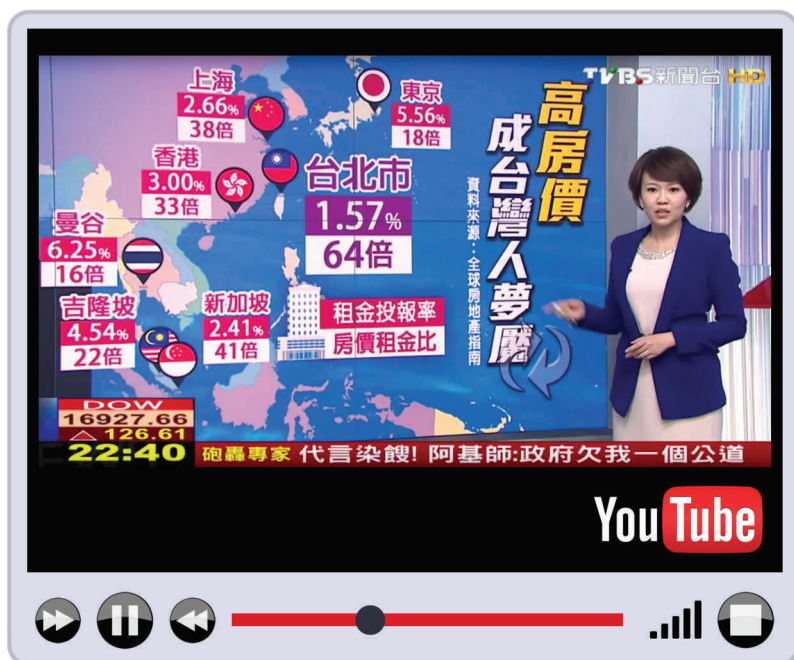 TVBS新聞台 HD
高房價
成台灣人夢魘
資料來源：全球房地產指南
上海
2.66%
38倍
東京
5.56%
18倍
香港
3.00%
33倍
台北市
1.57%
64倍
曼谷
6.25%
16倍
吉隆坡
4.54%
22倍
新加坡
2.41%
41倍
租金投報率
房價租金比
DOW
16927.66
△ 126.61
22:40
砲轟專家 代言染餿! 阿基師:政府欠我一個公道
YouTube